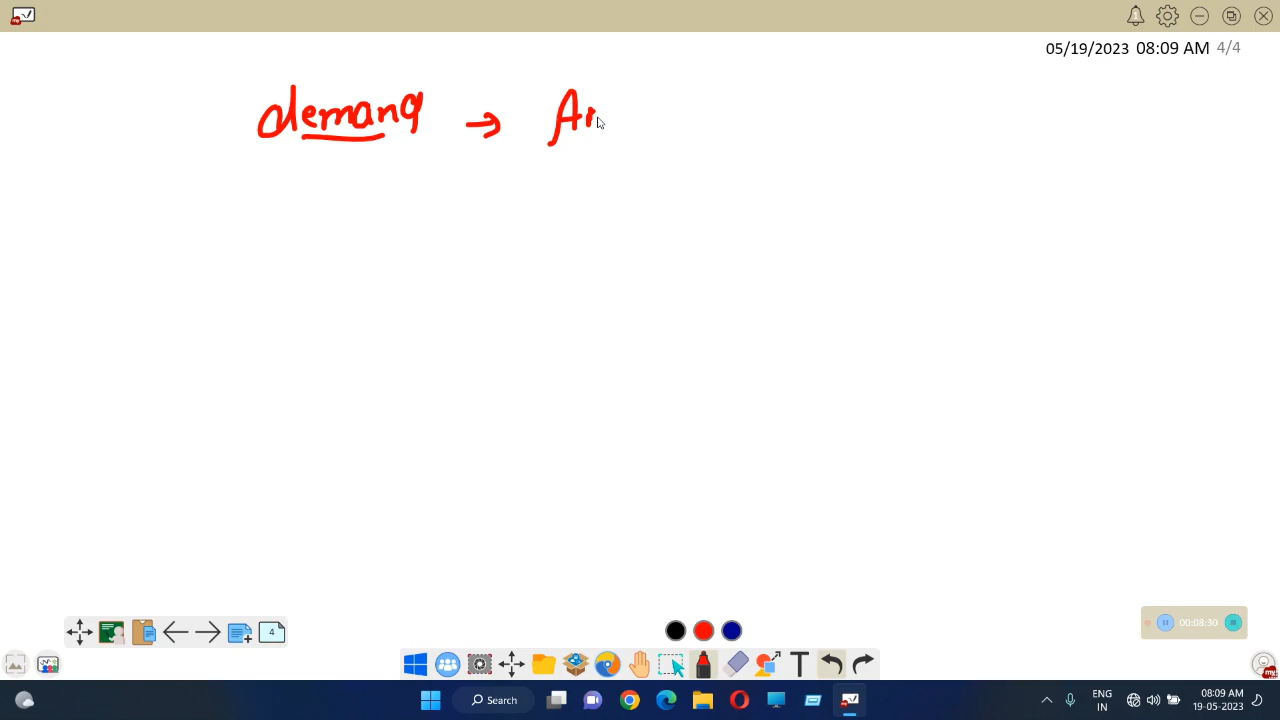 05/19/2023 08:09 AM 4/4
demand → Ar
4
00:08:30
T
Search
ENG
IN
08:09 AM
19-05-2023